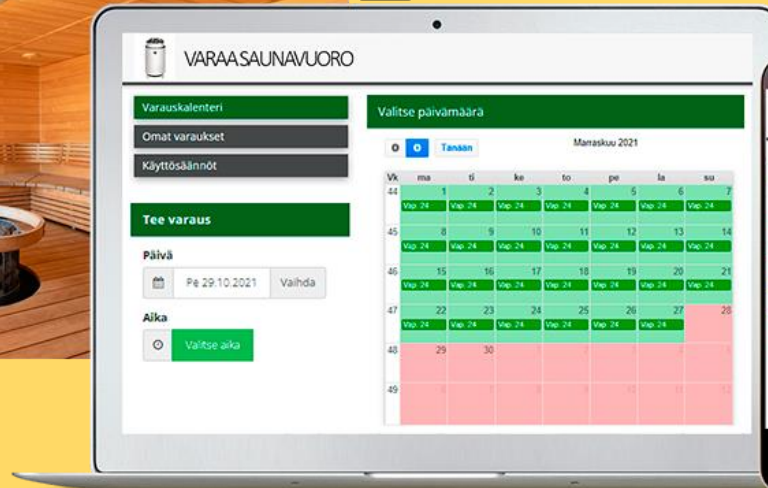 VARAA SAUNAVUORO
Varauskalenteri
Omat varaukset
Käyttösäännöt
Tee varaus
Päivä
Pe 29.10.2021 Vaihda
Aika
Valitse aika
Valitse päivämäärä
Tänään
Marraskuu 2021
Vk ma ti ke to pe la su
44 1 2 3 4 5 6 7
Vap. 24 Vap. 24 Vap. 24 Vap. 24 Vap. 24 Vap. 24 Vap. 24
45 8 9 10 11 12 13 14
Vap. 24 Vap. 24 Vap. 24 Vap. 24 Vap. 24 Vap. 24 Vap. 24
46 15 16 17 18 19 20 21
Vap. 24 Vap. 24 Vap. 24 Vap. 24 Vap. 24 Vap. 24 Vap. 24
47 22 23 24 25 26 27 28
Vap. 24 Vap. 24 Vap. 24 Vap. 24 Vap. 24 Vap. 24
48 29 30
49